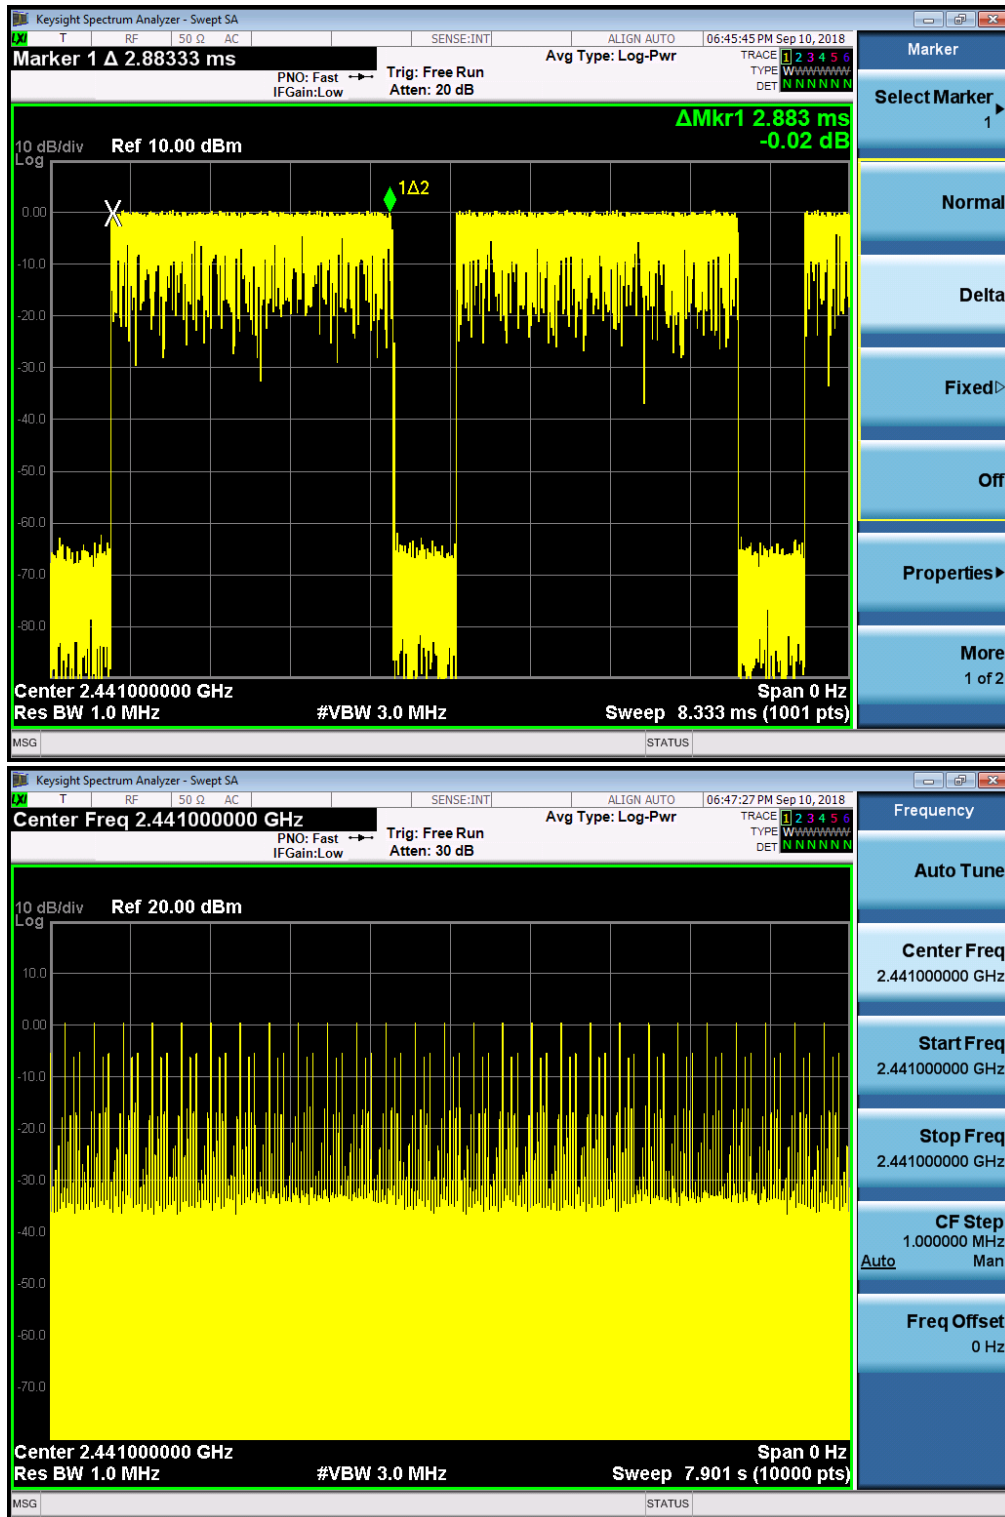 Keysight Spectrum Analyzer - Swept SA
LXI T RF 50 Ω AC SENSE:INT ALIGN AUTO 06:45:45 PM Sep 10, 2018
Marker 1 Δ 2.88333 ms
PNO: Fast
IFGain:Low
Trig: Free Run
Atten: 20 dB
Avg Type: Log-Pwr
TRACE 1 2 3 4 5 6
TYPE WWWWWW
DET N N N N N N
ΔMkr1 2.883 ms
-0.02 dB
10 dB/div Ref 10.00 dBm
Log
1Δ2
0.00
-10.0
-20.0
-30.0
-40.0
-50.0
-60.0
-70.0
-80.0
Center 2.441000000 GHz Span 0 Hz
Res BW 1.0 MHz #VBW 3.0 MHz Sweep 8.333 ms (1001 pts)
MSG STATUS
Marker
Select Marker
1
Normal
Delta
Fixed
Off
Properties
More
1 of 2
Keysight Spectrum Analyzer - Swept SA
LXI T RF 50 Ω AC SENSE:INT ALIGN AUTO 06:47:27 PM Sep 10, 2018
Center Freq 2.441000000 GHz
PNO: Fast
IFGain:Low
Trig: Free Run
Atten: 30 dB
Avg Type: Log-Pwr
TRACE 1 2 3 4 5 6
TYPE WWWWWW
DET N N N N N N
10 dB/div Ref 20.00 dBm
Log
10.0
0.00
-10.0
-20.0
-30.0
-40.0
-50.0
-60.0
-70.0
Center 2.441000000 GHz Span 0 Hz
Res BW 1.0 MHz #VBW 3.0 MHz Sweep 7.901 s (10000 pts)
MSG STATUS
Frequency
Auto Tune
Center Freq
2.441000000 GHz
Start Freq
2.441000000 GHz
Stop Freq
2.441000000 GHz
CF Step
1.000000 MHz
Auto Man
Freq Offset
0 Hz